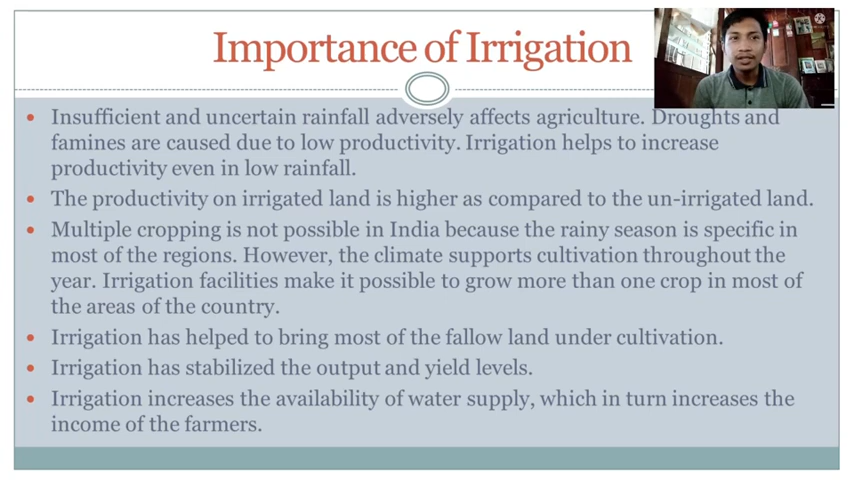 Importance of Irrigation
• Insufficient and uncertain rainfall adversely affects agriculture. Droughts and
famines are caused due to low productivity. Irrigation helps to increase
productivity even in low rainfall.
• The productivity on irrigated land is higher as compared to the un-irrigated land.
• Multiple cropping is not possible in India because the rainy season is specific in
most of the regions. However, the climate supports cultivation throughout the
year. Irrigation facilities make it possible to grow more than one crop in most of
the areas of the country.
• Irrigation has helped to bring most of the fallow land under cultivation.
• Irrigation has stabilized the output and yield levels.
• Irrigation increases the availability of water supply, which in turn increases the
income of the farmers.